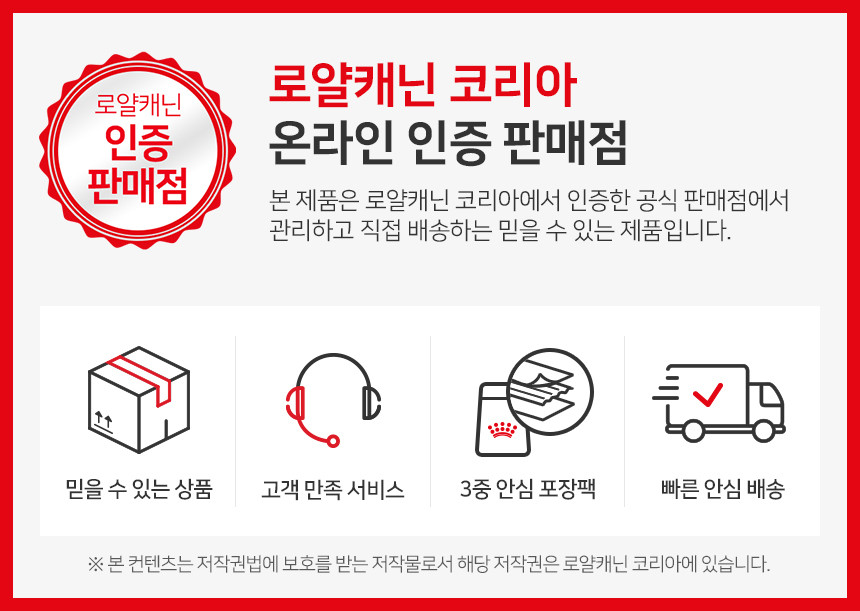 로얄캐닌
인증
판매점
로얄캐닌 코리아
온라인 인증 판매점
본 제품은 로얄캐닌 코리아에서 인증한 공식 판매점에서
관리하고 직접 배송하는 믿을 수 있는 제품입니다.
믿을 수 있는 상품
고객 만족 서비스
3중 안심 포장팩
빠른 안심 배송
※ 본 컨텐츠는 저작권법에 보호를 받는 저작물로서 해당 저작권은 로얄캐닌 코리아에 있습니다.